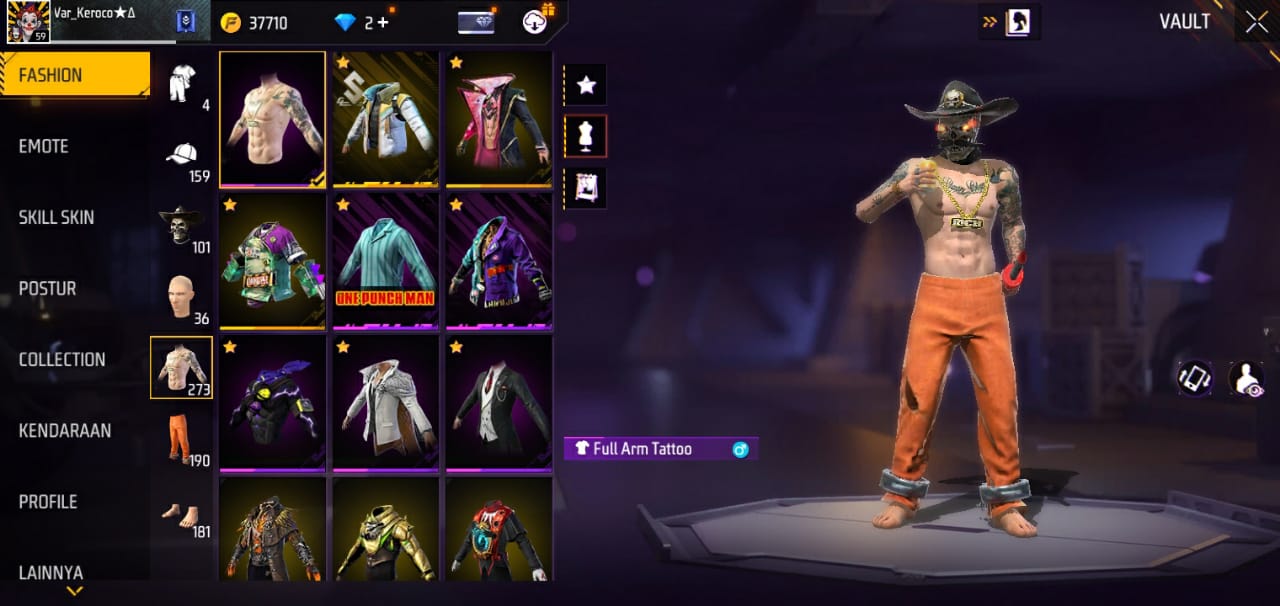 Var_Keroco★Δ
59
37710
2+
VAULT
FASHION
EMOTE
SKILL SKIN
POSTUR
COLLECTION
KENDARAAN
PROFILE
LAINNYA
4
159
101
36
273
190
181
ONE PUNCH MAN
Full Arm Tattoo
RICH